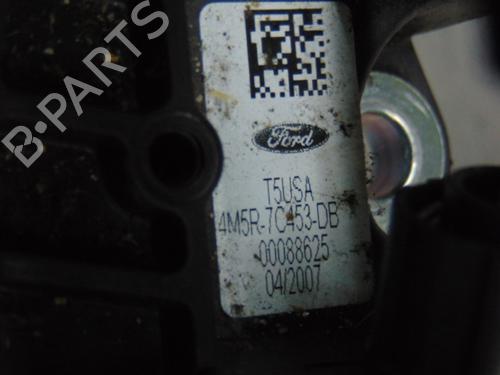 B-PARTS
Ford
T5USA
4M5R-7C453-DB
00088625
04/2007